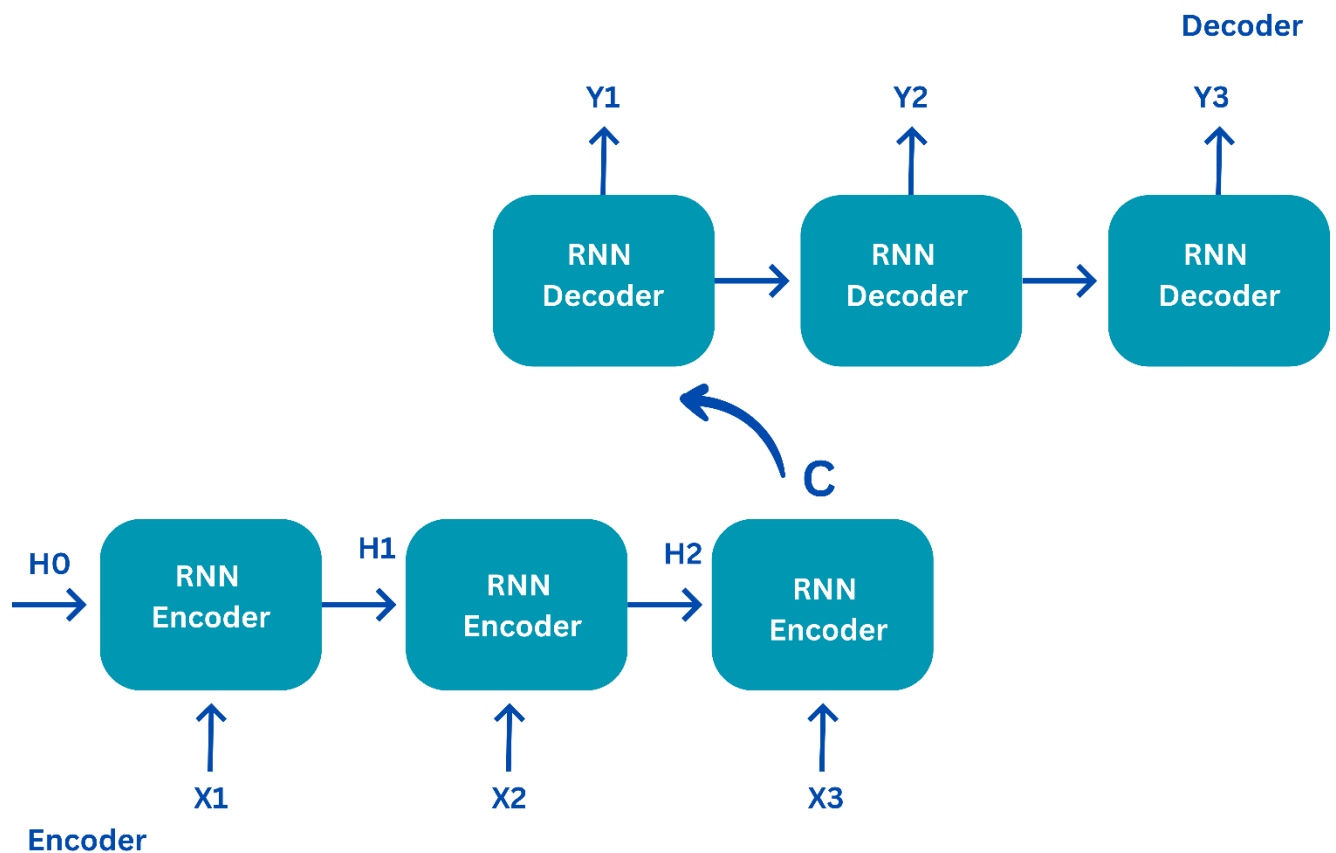 Decoder
Y1
Y2
Y3
RNN
Decoder
RNN
Decoder
RNN
Decoder
C
H0
H1
H2
RNN
Encoder
RNN
Encoder
RNN
Encoder
X1
X2
X3
Encoder